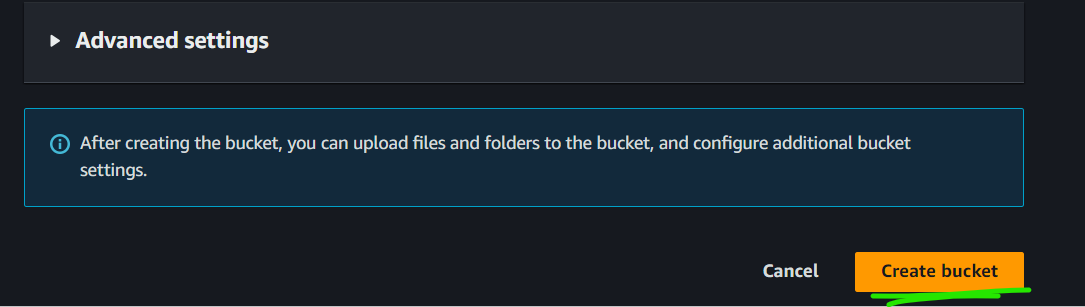 Advanced settings
After creating the bucket, you can upload files and folders to the bucket, and configure additional bucket
settings.
Cancel
Create bucket